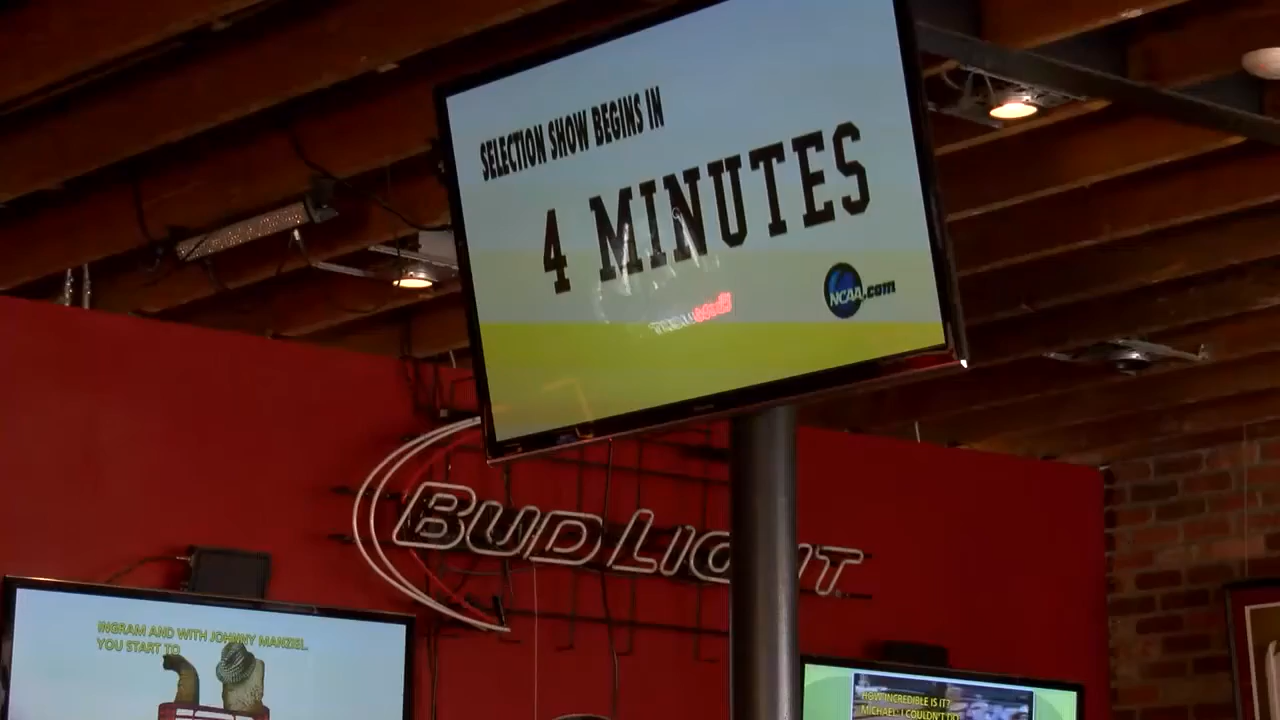 SELECTION SHOW BEGINS IN
4 MINUTES
NCAA.com
BUD LIGHT
INGRAM AND WITH JOHNNY MANZIEL.
YOU START TO
HOW INCREDIBLE IS IT?
MICHAEL: I COULDN'T DO